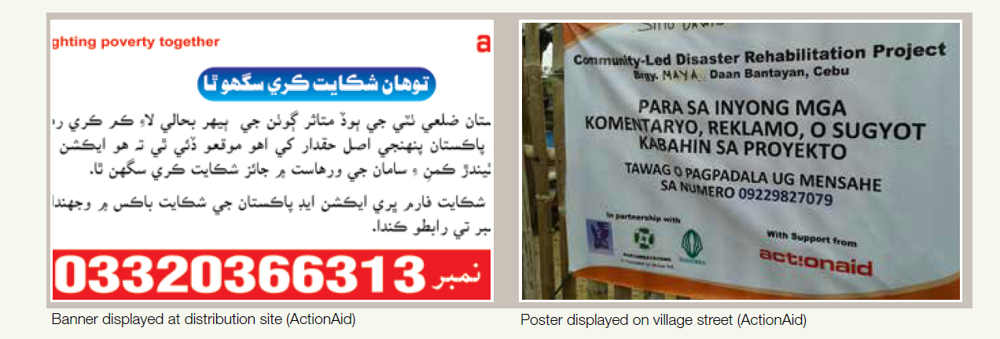 ghting poverty together
a
توهان شڪايت ڪري سگهو ٿا
ستان ضلعي ٺٽي جي ٻوڏ متاثر ڳوٺن جي ٻيهر بحالي لاءِ ڪم ڪري ره
پاڪستان پنهنجي اصل حقدار کي اهو موقعو ڏئي ٿي تہ هو ايڪشن
ٿيندڙ ڪمن ۽ سامان جي ورهاست ۾ جائز شڪايت ڪري سگهن ٿا.
شڪايت فارم ڀري ايڪشن ايڊ پاڪستان جي شڪايت باڪس ۾ وجهندا
مبر تي رابطو ڪندا.
03320366313 نمبر
Banner displayed at distribution site (ActionAid)
Community-Led Disaster Rehabilitation Project
Brgy. MAYA Daan Bantayan, Cebu
PARA SA INYONG MGA
KOMENTARYO, REKLAMO, O SUGYOT
KABAHIN SA PROYEKTO
TAWAG O PAGPADALA UG MENSAHE
SA NUMERO 09229827079
In partnership with
With Support from
act!onaid
Poster displayed on village street (ActionAid)